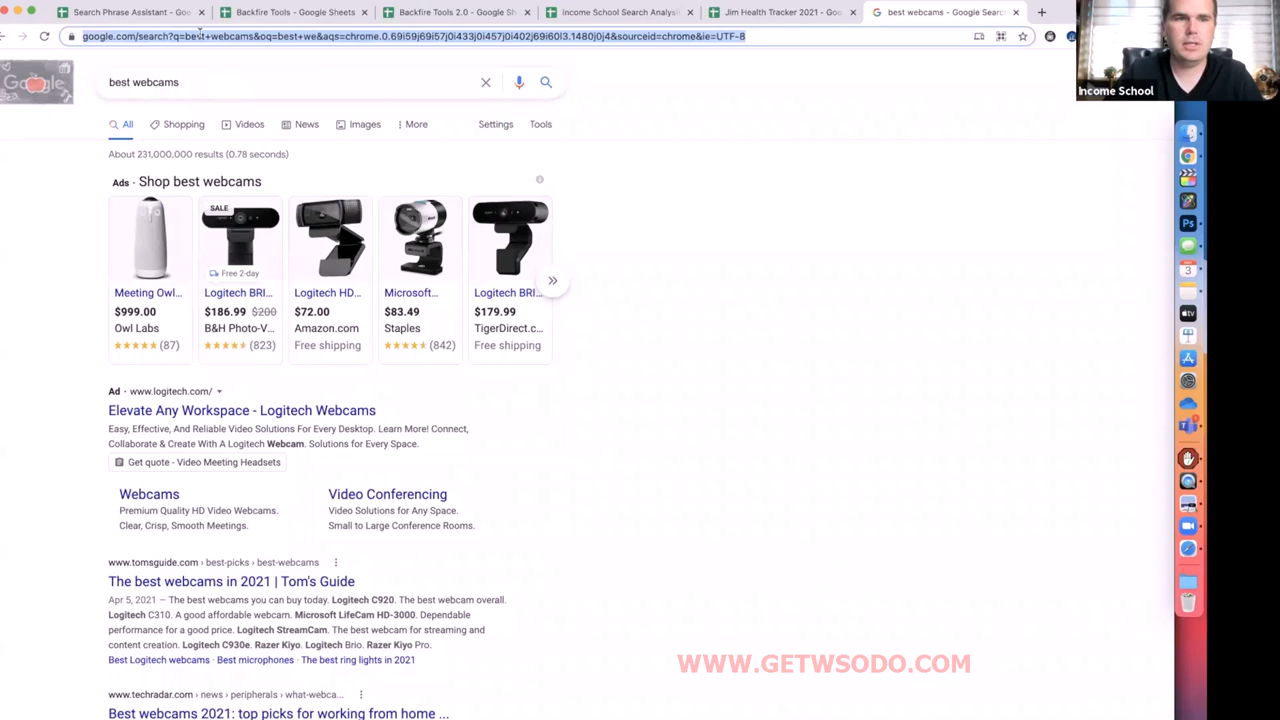 Search Phrase Assistant - Goo
Backfire Tools - Google Sheets
Backfire Tools 2.0 - Google Sh
Income School Search Analysis
Jim Health Tracker 2021 - Goo
best webcams - Google Searc
google.com/search?q=best+webcams&oq=best+we&aqs=chrome.0.69i59j69i57j0i433j0i457j0i402j69i60l3.1480j0j4&sourceid=chrome&ie=UTF-8
Income School
Google
best webcams
All
Shopping
Videos
News
Images
More
Settings
Tools
About 231,000,000 results (0.78 seconds)
Ads · Shop best webcams
SALE
Free 2-day
Meeting Owl...
$999.00
Owl Labs
(87)
Logitech BRI...
$186.99 $200
B&H Photo-V...
(823)
Logitech HD...
$72.00
Amazon.com
Free shipping
Microsoft...
$83.49
Staples
(842)
Logitech BRI...
$179.99
TigerDirect.c...
Free shipping
Ad · www.logitech.com/
Elevate Any Workspace - Logitech Webcams
Easy, Effective, And Reliable Video Solutions For Every Desktop. Learn More! Connect,
Collaborate & Create With A Logitech Webcam. Solutions for Every Space.
Get quote - Video Meeting Headsets
Webcams
Premium Quality HD Video Webcams.
Clear, Crisp, Smooth Meetings.
Video Conferencing
Video Solutions for Any Space.
Small to Large Conference Rooms.
www.tomsguide.com › best-picks › best-webcams
The best webcams in 2021 | Tom's Guide
Apr 5, 2021 — The best webcams you can buy today. Logitech C920. The best webcam overall.
Logitech C310. A good affordable webcam. Microsoft LifeCam HD-3000. Dependable
performance for a good price. Logitech StreamCam. The best webcam for streaming and
content creation. Logitech C930e. Razer Kiyo. Logitech Brio. Razer Kiyo Pro.
Best Logitech webcams · Best microphones · The best ring lights in 2021
www.techradar.com › news › peripherals › what-webca...
Best webcams 2021: top picks for working from home ...
WWW.GETWSODO.COM
Ps
tv
3